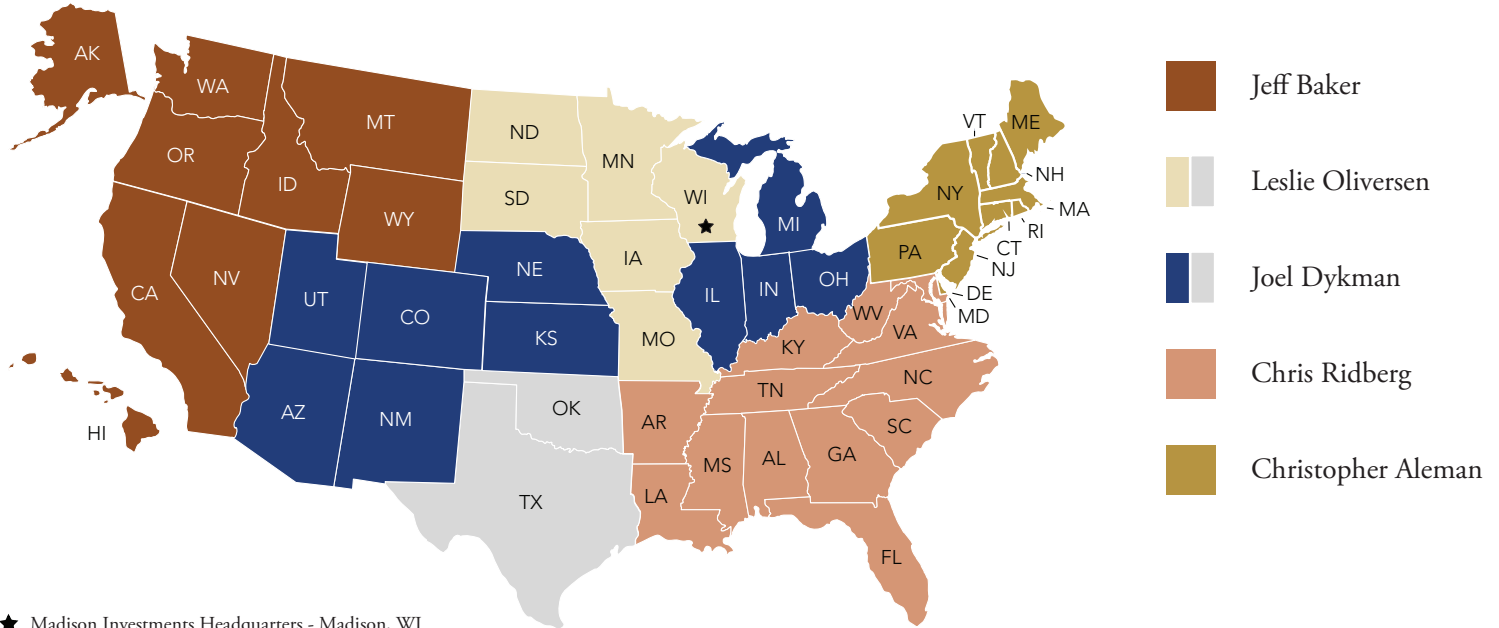 AK
WA
MT
OR
ID
WY
CA
NV
HI
ND
MN
SD
WI
IA
MO
NE
KS
UT
CO
AZ
NM
IL
IN
MI
OH
OK
TX
AR
LA
MS
AL
GA
FL
SC
NC
TN
KY
WV
VA
PA
NY
VT
ME
NH
MA
RI
CT
NJ
DE
MD
Jeff Baker
Leslie Oliversen
Joel Dykman
Chris Ridberg
Christopher Aleman
★ Madison Investments Headquarters - Madison, WI